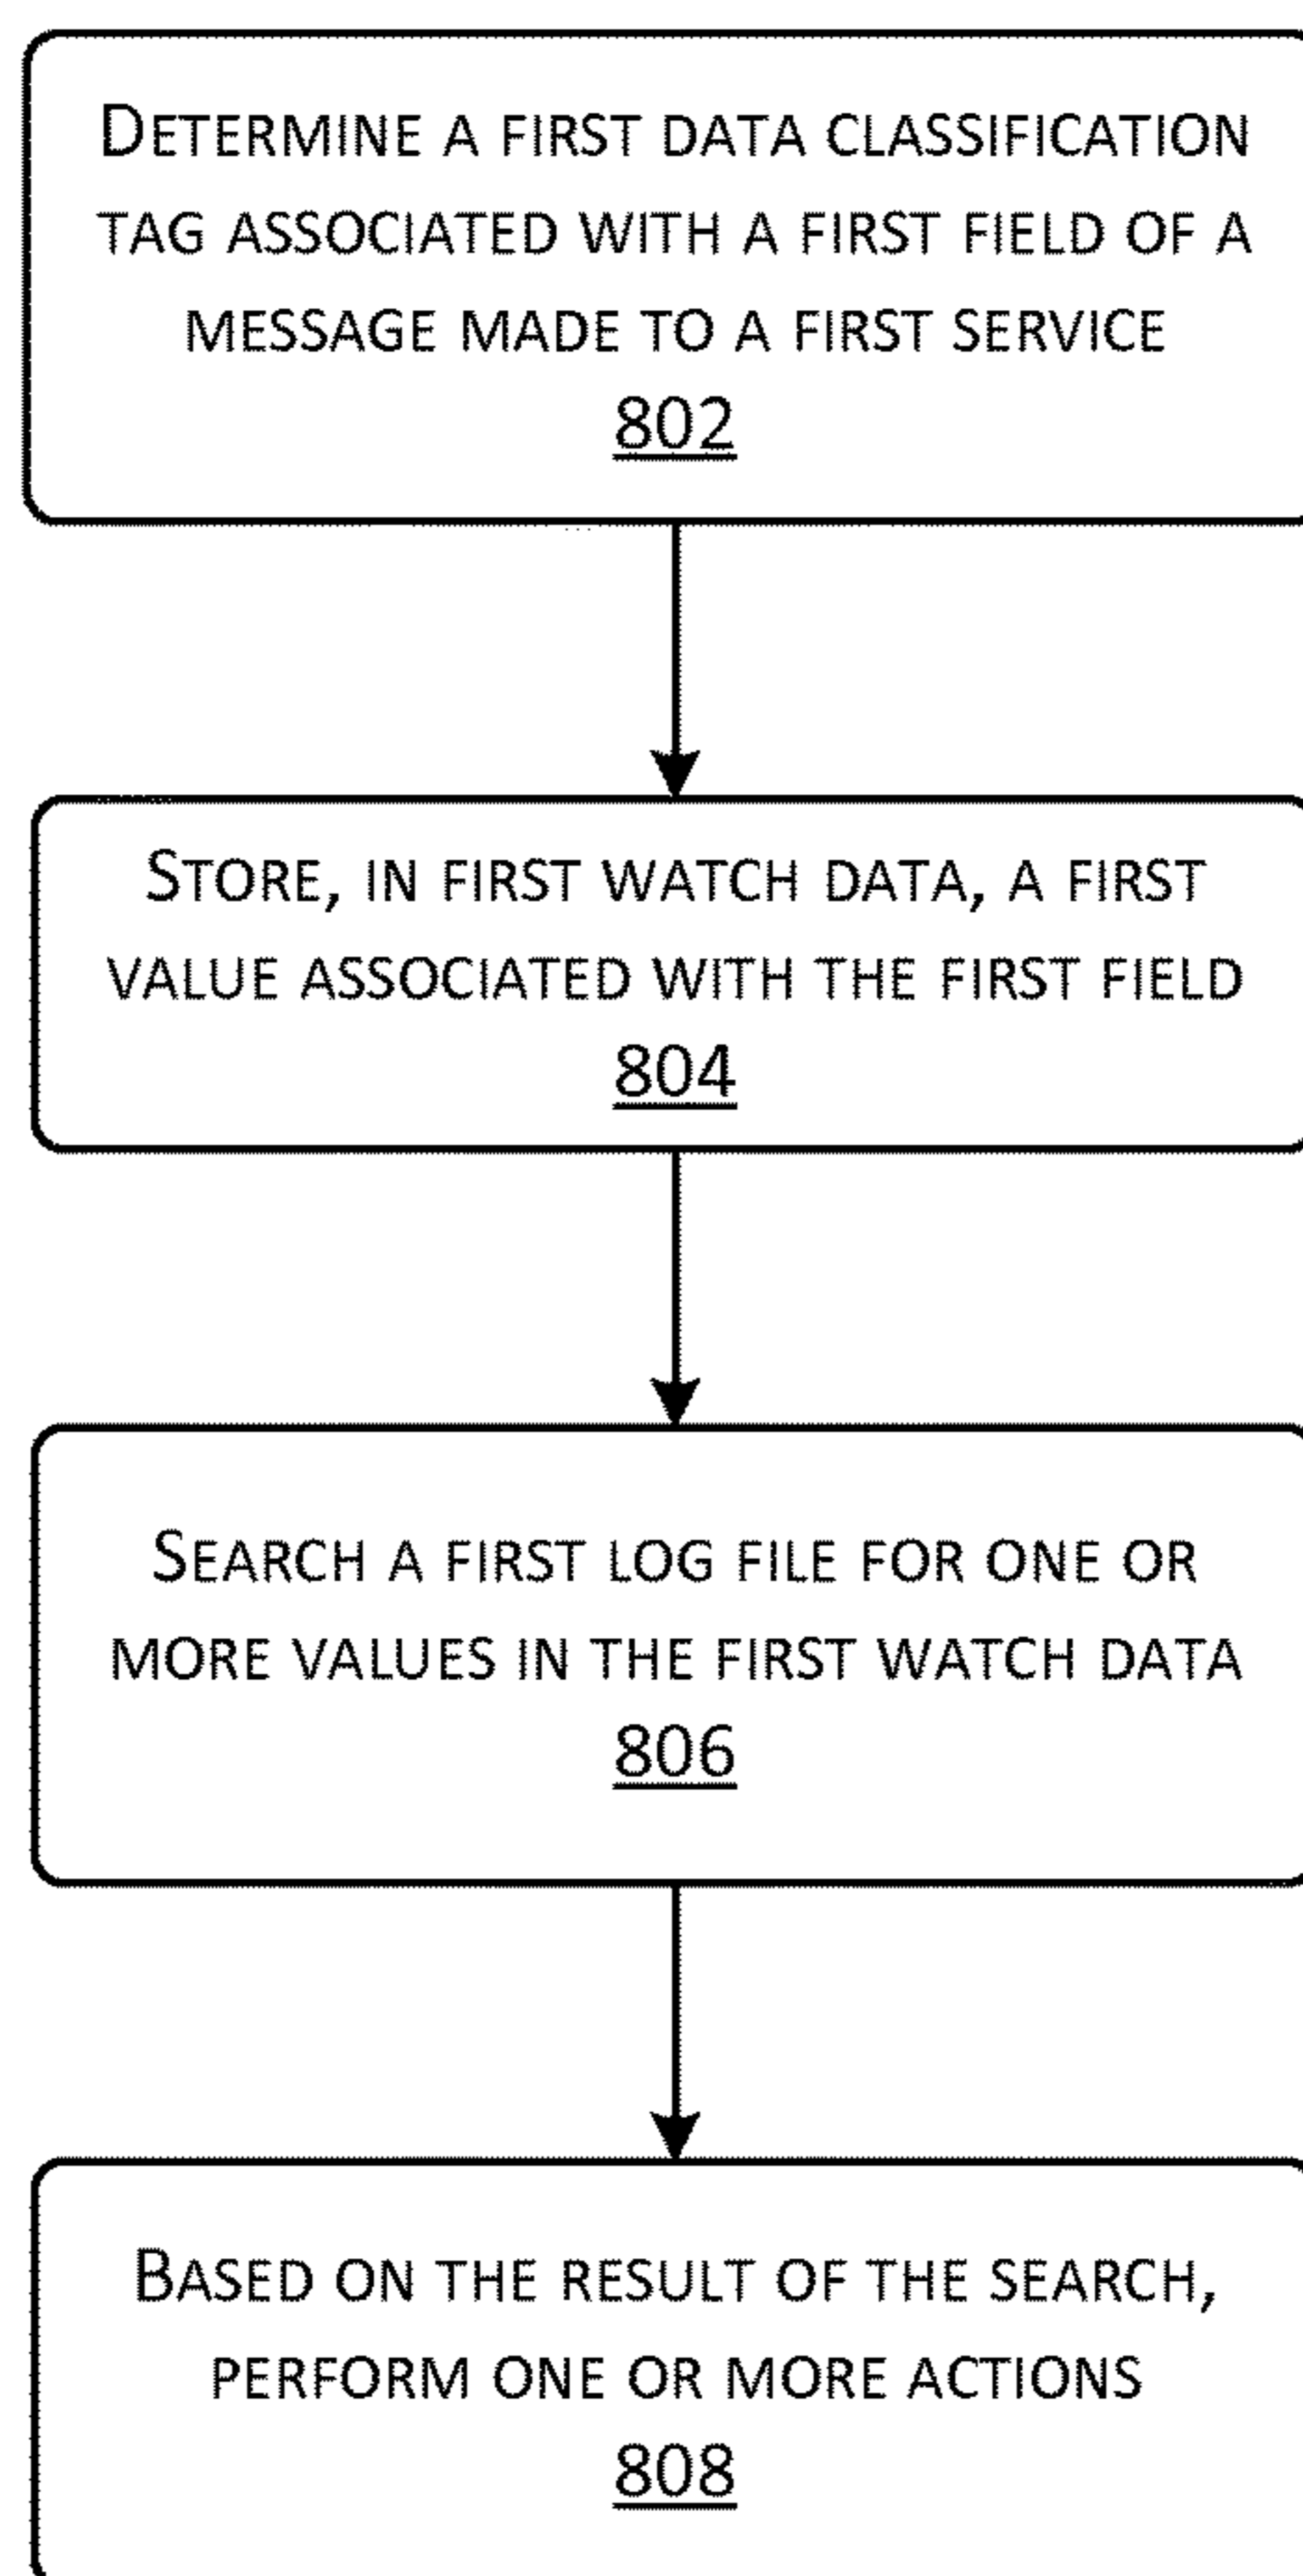 DETERMINE A FIRST DATA CLASSIFICATION
TAG ASSOCIATED WITH A FIRST FIELD OF A
MESSAGE MADE TO A FIRST SERVICE
802
STORE, IN FIRST WATCH DATA, A FIRST
VALUE ASSOCIATED WITH THE FIRST FIELD
804
SEARCH A FIRST LOG FILE FOR ONE OR
MORE VALUES IN THE FIRST WATCH DATA
806
BASED ON THE RESULT OF THE SEARCH,
PERFORM ONE OR MORE ACTIONS
808